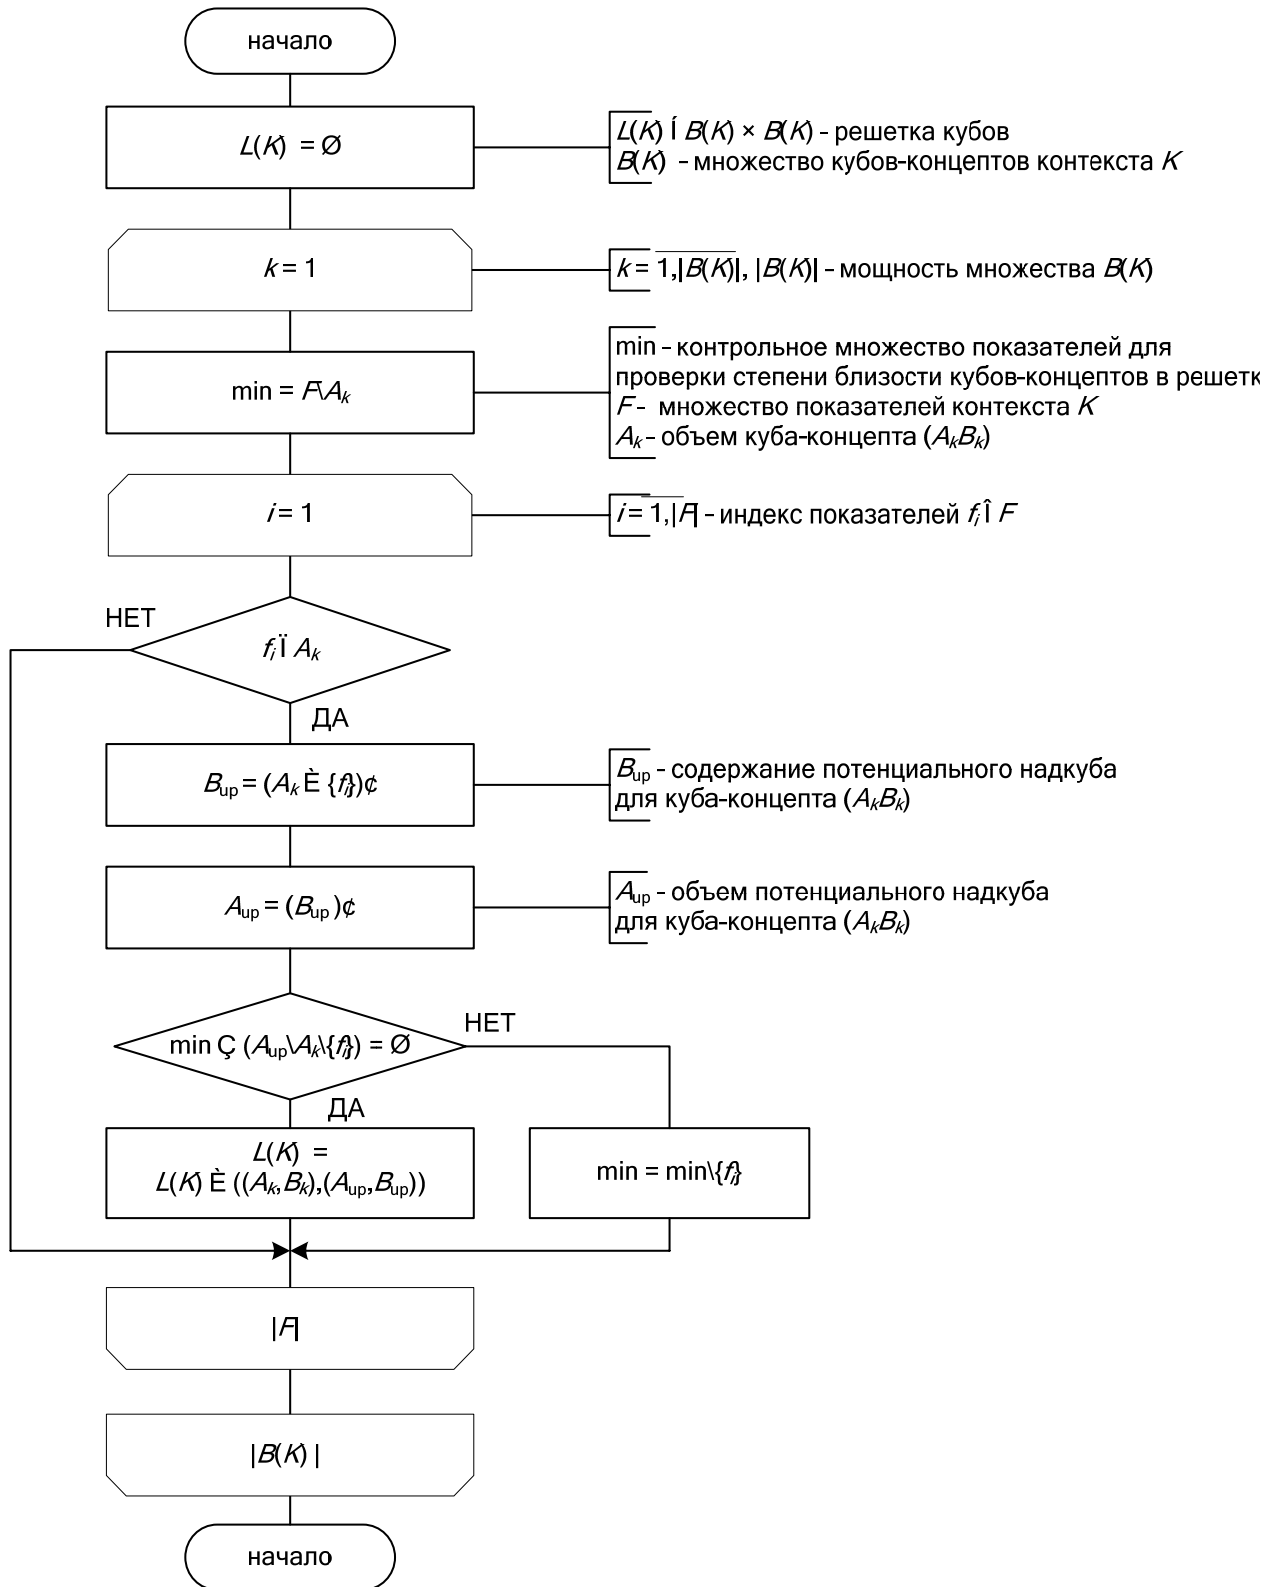 начало
L(K) = Ø
L(K) Í B(K) × B(K) - решетка кубов
B(K) - множество кубов-концептов контекста K
k = 1
k = 1,|B(K)|, |B(K)| - мощность множества B(K)
min = F\Ak
min - контрольное множество показателей для
проверки степени близости кубов-концептов в решетк
F - множество показателей контекста K
Ak - объем куба-концепта (AkBk)
i = 1
i = 1,|F| - индекс показателей fi Î F
НЕТ
fi Ï Ak
ДА
Bup = (Ak È {fi})¢
Bup - содержание потенциального надкуба
для куба-концепта (AkBk)
Aup = (Bup)¢
Aup - объем потенциального надкуба
для куба-концепта (AkBk)
НЕТ
min Ç (Aup\Ak\{fi}) = Ø
ДА
L(K) =
L(K) È ((Ak,Bk),(Aup,Bup))
min = min\{fi}
|F|
|B(K) |
начало